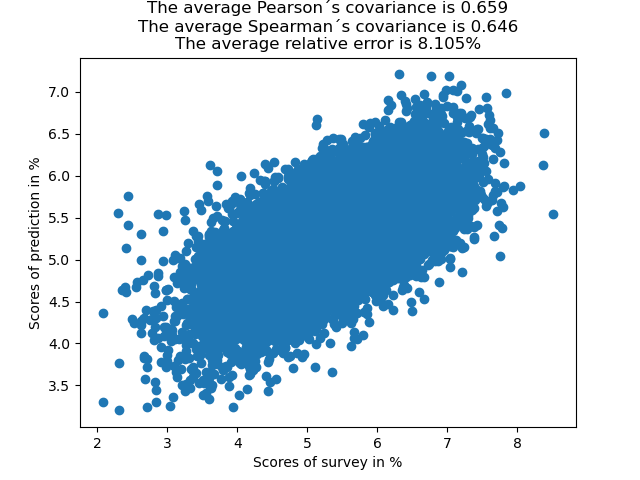 The average Pearson´s covariance is 0.659
The average Spearman´s covariance is 0.646
The average relative error is 8.105%
7.0
6.5
6.0
5.5
5.0
4.5
4.0
3.5
Scores of prediction in %
2 3 4 5 6 7 8
Scores of survey in %